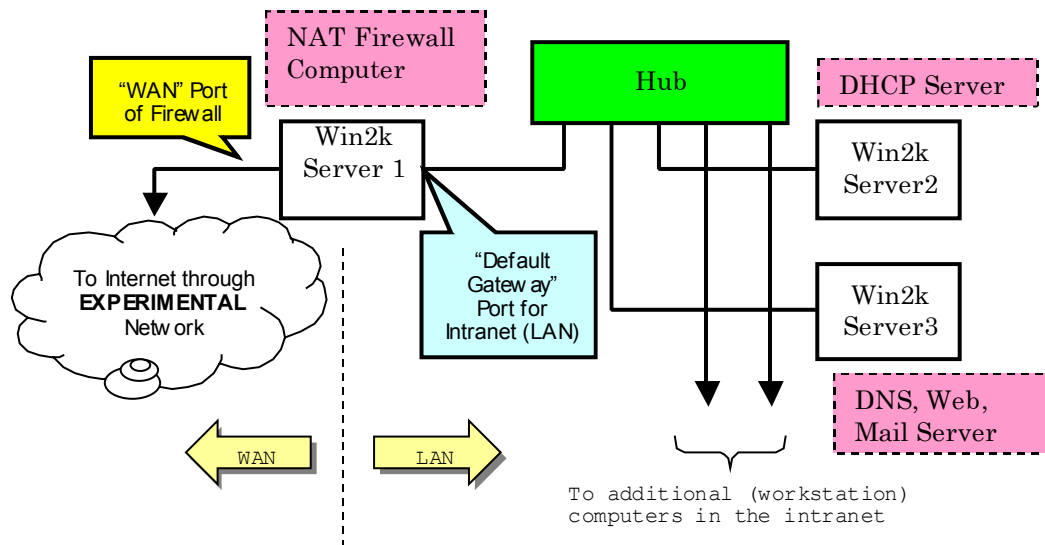 NAT Firewall
Computer
Hub
"WAN" Port
of Firewall
DHCP Server
Win2k
Server 1
Win2k
Server2
"Default
Gateway"
Port for
Intranet (LAN)
To Internet through
EXPERIMENTAL
Network
Win2k
Server3
DNS, Web,
Mail Server
WAN
LAN
To additional (workstation)
computers in the intranet